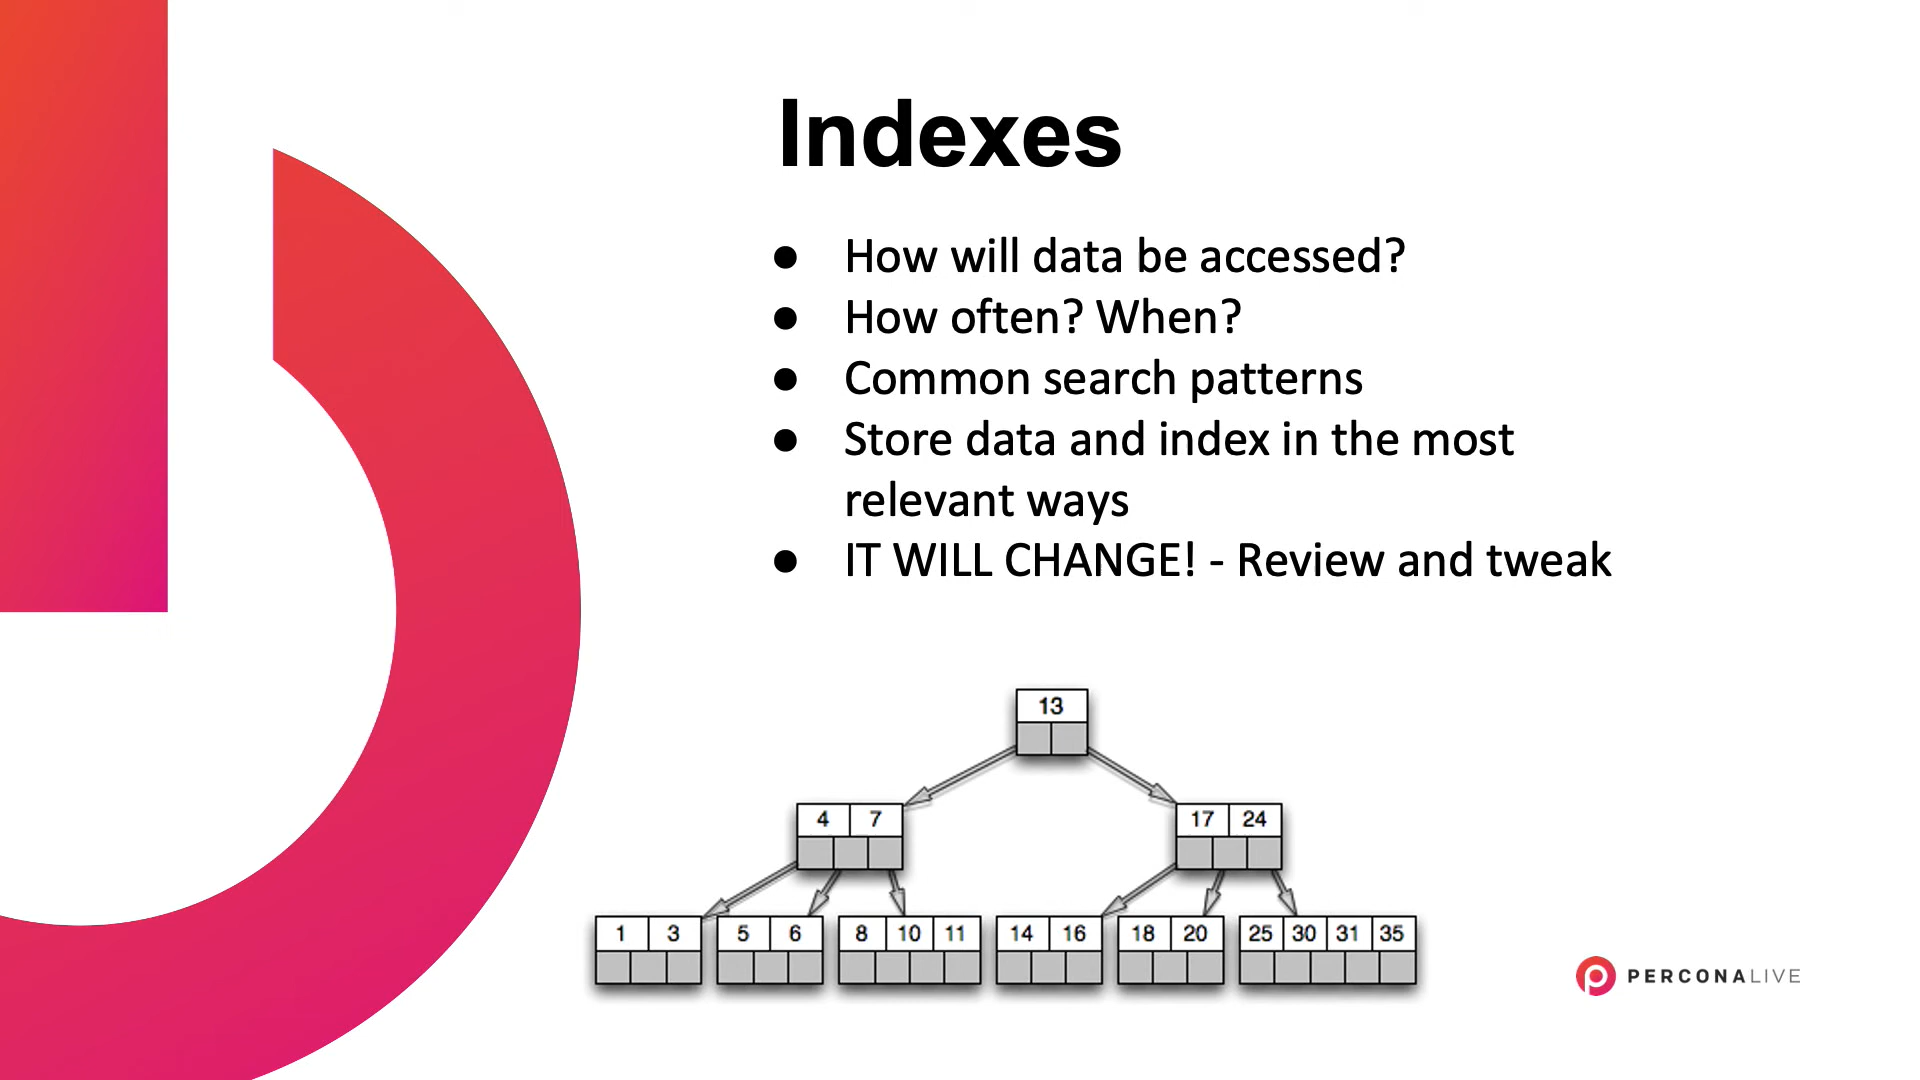 Indexes
● How will data be accessed?
● How often? When?
● Common search patterns
● Store data and index in the most
relevant ways
● IT WILL CHANGE! - Review and tweak
13
4 7
17 24
1 3
5 6
8 10 11
14 16
18 20
25 30 31 35
PERCONALIVE